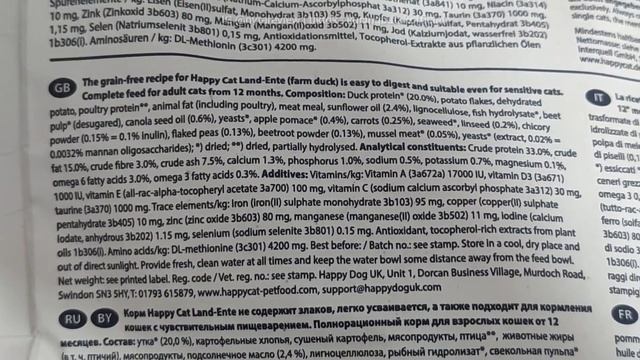 10 mg, Zink (Zinkoxid 3b603) 80 mg, Mangan (Mangan(II)oxid 3b502) 11 mg, Jod (Kalziumjodat, wasserfrei 3b202)
1,15 mg, Selen (Natriumselenit 3b801) 0,15 mg, Antioxidationsmittel, Tocopherol-Extrakte aus pflanzlichen Ölen
1b306(i). Aminosäuren / kg: DL-Methionin (3c301) 4200 mg.
GB The grain-free recipe for Happy Cat Land-Ente (farm duck) is easy to digest and suitable even for sensitive cats.
Complete feed for adult cats from 12 months. Composition: Duck protein* (20.0%), potato flakes, dehydrated
potato, poultry protein**, animal fat (including poultry), meat meal, sunflower oil (2.4%), lignocellulose, fish hydrolysate*, beet
pulp* (desugared), canola seed oil (0.6%), yeasts*, apple pomace* (0.4%), carrots (0.25%), seaweed*, linseed (0.2%), chicory
powder (0.15% = 0.1% inulin), flaked peas (0.13%), beetroot powder (0.13%), mussel meat* (0.05%), yeasts* (extract, 0.02% =
0.0032% mannan oligosaccharides); *) dried; **) dried, partially hydrolysed. Analytical constituents: Crude protein 33.0%, crude
fat 15.0%, crude fibre 3.0%, crude ash 7.5%, calcium 1.3%, phosphorus 1.0%, sodium 0.5%, potassium 0.7%, magnesium 0.1%,
omega 6 fatty acids 3.0%, omega 3 fatty acids 0.3%. Additives: Vitamins/kg: Vitamin A (3a672a) 17000 IU, vitamin D3 (3a671)
1000 IU, vitamin E (all-rac-alpha-tocopheryl acetate 3a700) 100 mg, vitamin C (sodium calcium ascorbyl phosphate 3a312) 30 mg,
taurine (3a370) 1000 mg. Trace elements/kg: Iron (iron(II) sulphate monohydrate 3b103) 95 mg, copper (copper(II) sulphate
pentahydrate 3b405) 10 mg, zinc (zinc oxide 3b603) 80 mg, manganese (manganese(II) oxide 3b502) 11 mg, iodine (calcium
iodate, anhydrous 3b202) 1.15 mg, selenium (sodium selenite 3b801) 0.15 mg. Antioxidant, tocopherol-rich extracts from plant
oils 1b306(i). Amino acids/kg: DL-methionine (3c301) 4200 mg. Best before: / Batch no.: see stamp. Store in a cool, dry place and
out of direct sunlight. Provide fresh, clean water at all times and keep the water bowl some distance away from the feed bowl.
Net weight: see printed label. Reg. code / Vet. reg. no.: see stamp. Happy Dog UK, Unit 1, Dorcan Business Village, Murdoch Road,
Swindon SN3 5HY, T: 01793 615879, www.happycat-petfood.com, support@happydoguk.com
RU BY Корм Happy Cat Land-Ente не содержит злаков, легко усваивается, а также подходит для кормления
кошек с чувствительным пищеварением. Полнорационный корм для взрослых кошек от 12
месяцев. Состав: утка* (20,0 %), картофельные хлопья, сушеный картофель, мясопродукты, птица**, животные жиры
(в т. ч. птичий), мясопродукты, подсолнечное масло (2,4 %), лигноцеллюлоза, рыбный гидролизат*, свекольная пульпа*
IT
FR